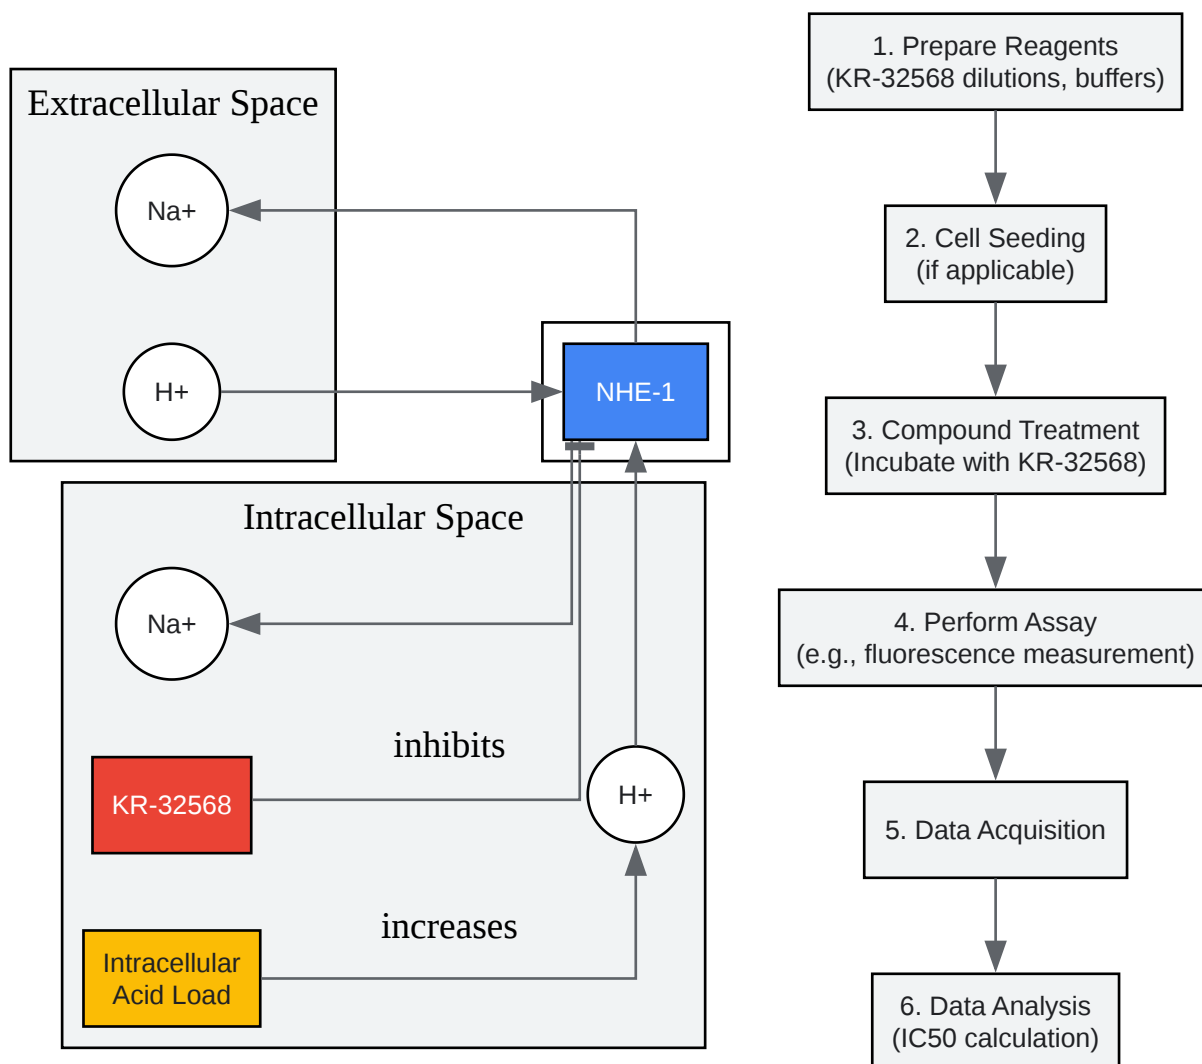 Extracellular Space
Na+
H+
NHE-1
Intracellular Space
Na+
inhibits
KR-32568
H+
increases
Intracellular
Acid Load
1. Prepare Reagents
(KR-32568 dilutions, buffers)
2. Cell Seeding
(if applicable)
3. Compound Treatment
(Incubate with KR-32568)
4. Perform Assay
(e.g., fluorescence measurement)
5. Data Acquisition
6. Data Analysis
(IC50 calculation)